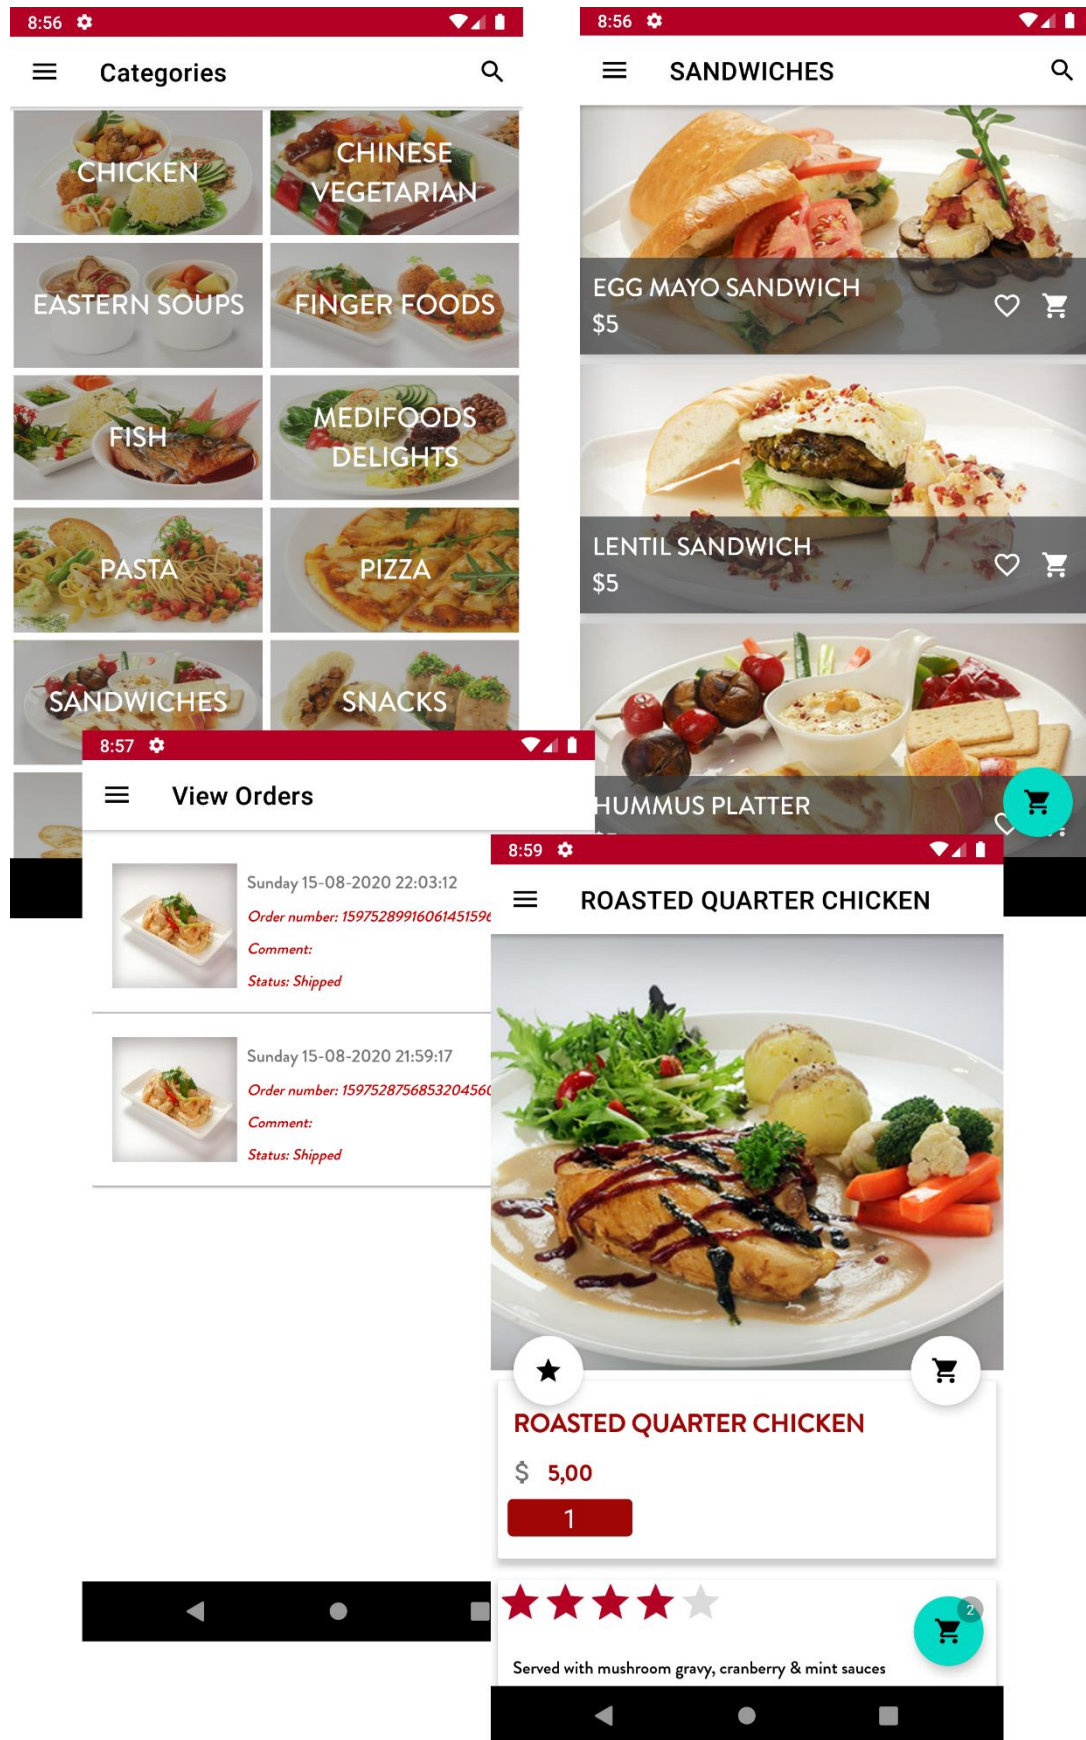 8:56
Categories
CHICKEN
CHINESE
VEGETARIAN
EASTERN SOUPS
FINGER FOODS
FISH
MEDIFOODS
DELIGHTS
PASTA
PIZZA
SANDWICHES
SNACKS
8:56
SANDWICHES
EGG MAYO SANDWICH
$5
LENTIL SANDWICH
$5
HUMMUS PLATTER
8:57
View Orders
Sunday 15-08-2020 22:03:12
Order number: 15975289916061451596
Comment:
Status: Shipped
Sunday 15-08-2020 21:59:17
Order number: 1597528756853204560
Comment:
Status: Shipped
8:59
ROASTED QUARTER CHICKEN
ROASTED QUARTER CHICKEN
$ 5,00
1
2
Served with mushroom gravy, cranberry & mint sauces